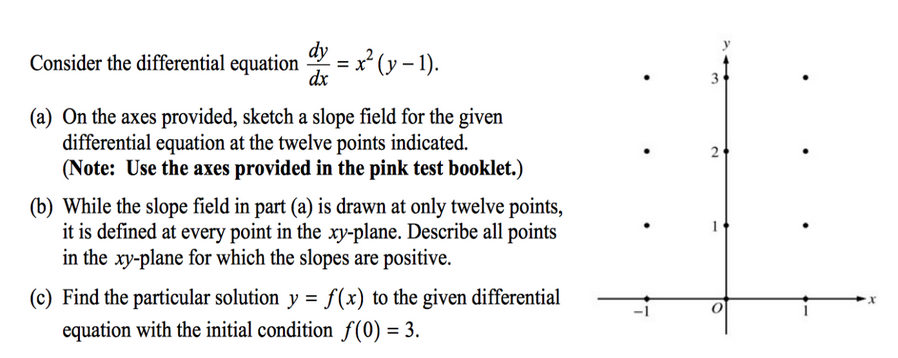 Consider the differential equation dy/dx = x² (y – 1).
(a) On the axes provided, sketch a slope field for the given
differential equation at the twelve points indicated.
(Note: Use the axes provided in the pink test booklet.)
(b) While the slope field in part (a) is drawn at only twelve points,
it is defined at every point in the xy-plane. Describe all points
in the xy-plane for which the slopes are positive.
(c) Find the particular solution y = f(x) to the given differential
equation with the initial condition f(0) = 3.
y
3
2
1
x
–1 O 1